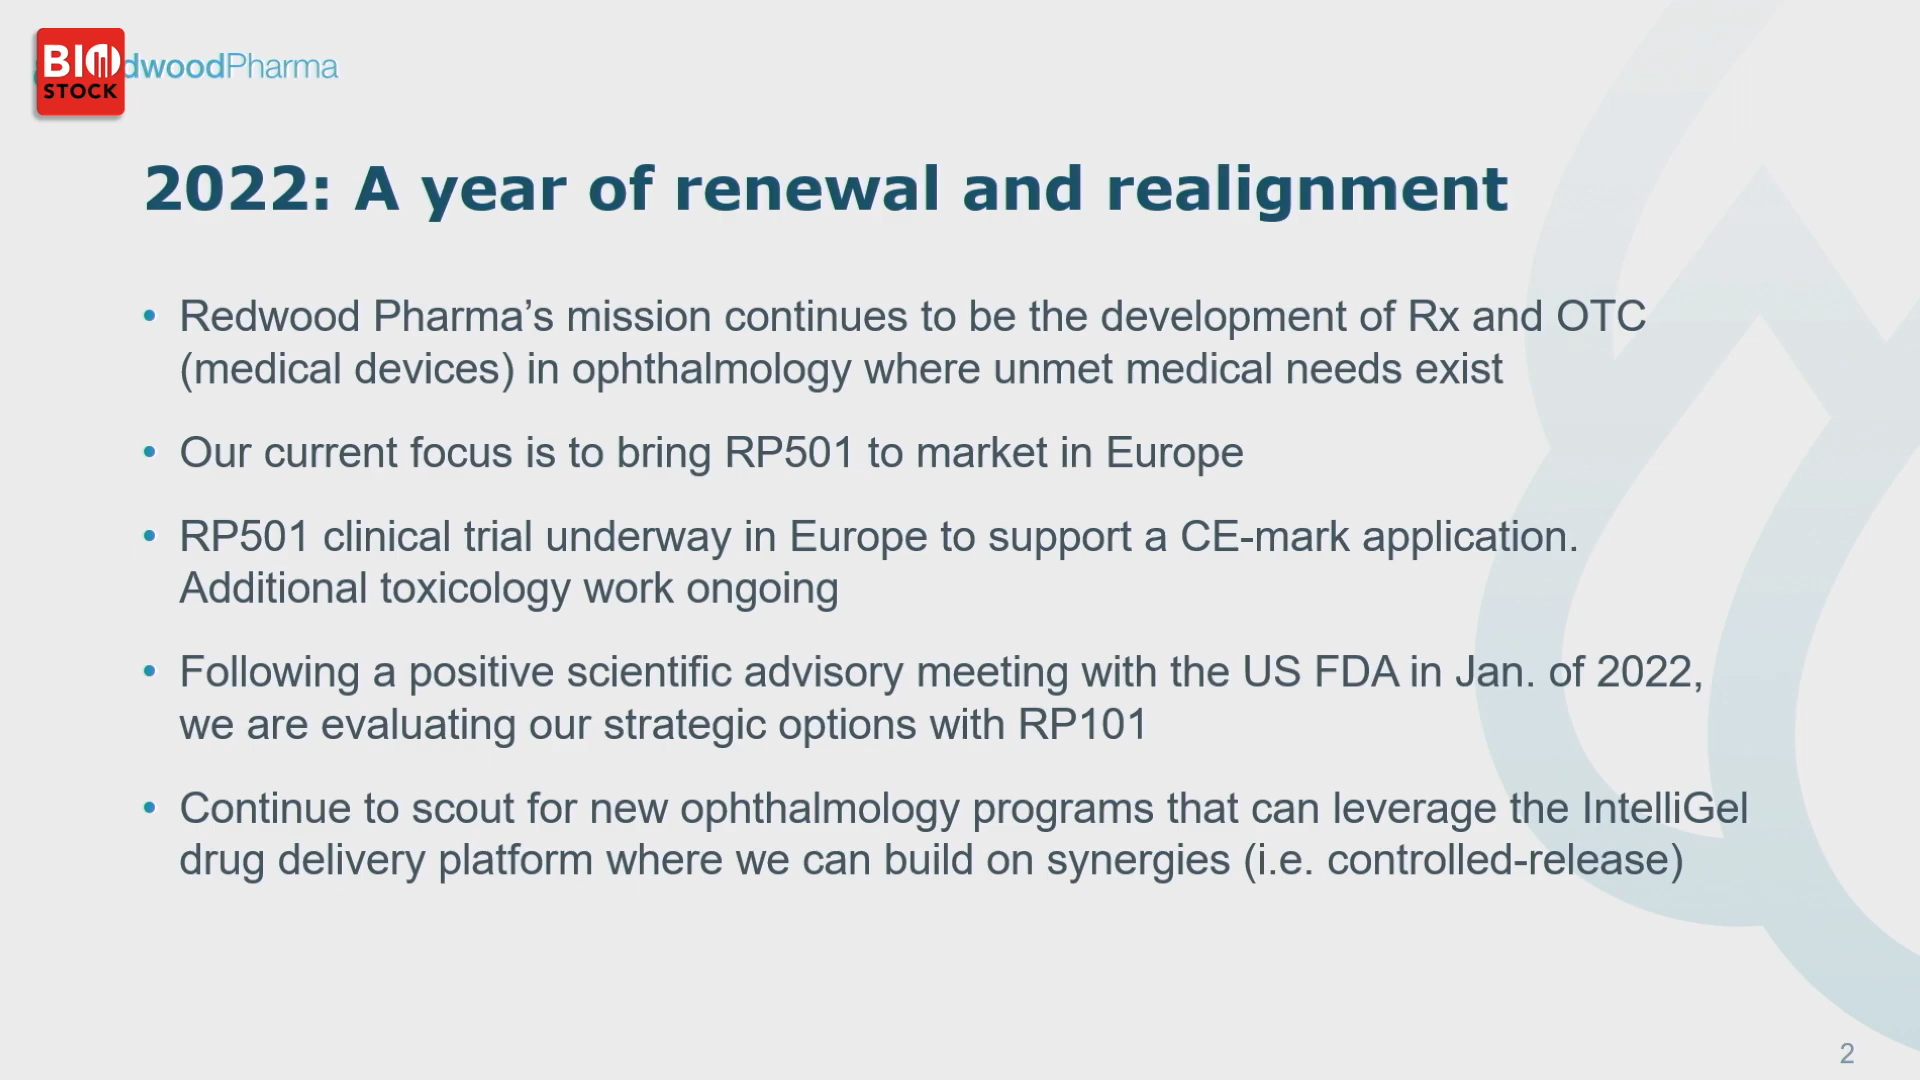 BIO
STOCK
dwoodPharma
2022: A year of renewal and realignment
• Redwood Pharma’s mission continues to be the development of Rx and OTC
(medical devices) in ophthalmology where unmet medical needs exist
• Our current focus is to bring RP501 to market in Europe
• RP501 clinical trial underway in Europe to support a CE-mark application.
Additional toxicology work ongoing
• Following a positive scientific advisory meeting with the US FDA in Jan. of 2022,
we are evaluating our strategic options with RP101
• Continue to scout for new ophthalmology programs that can leverage the IntelliGel
drug delivery platform where we can build on synergies (i.e. controlled-release)
2